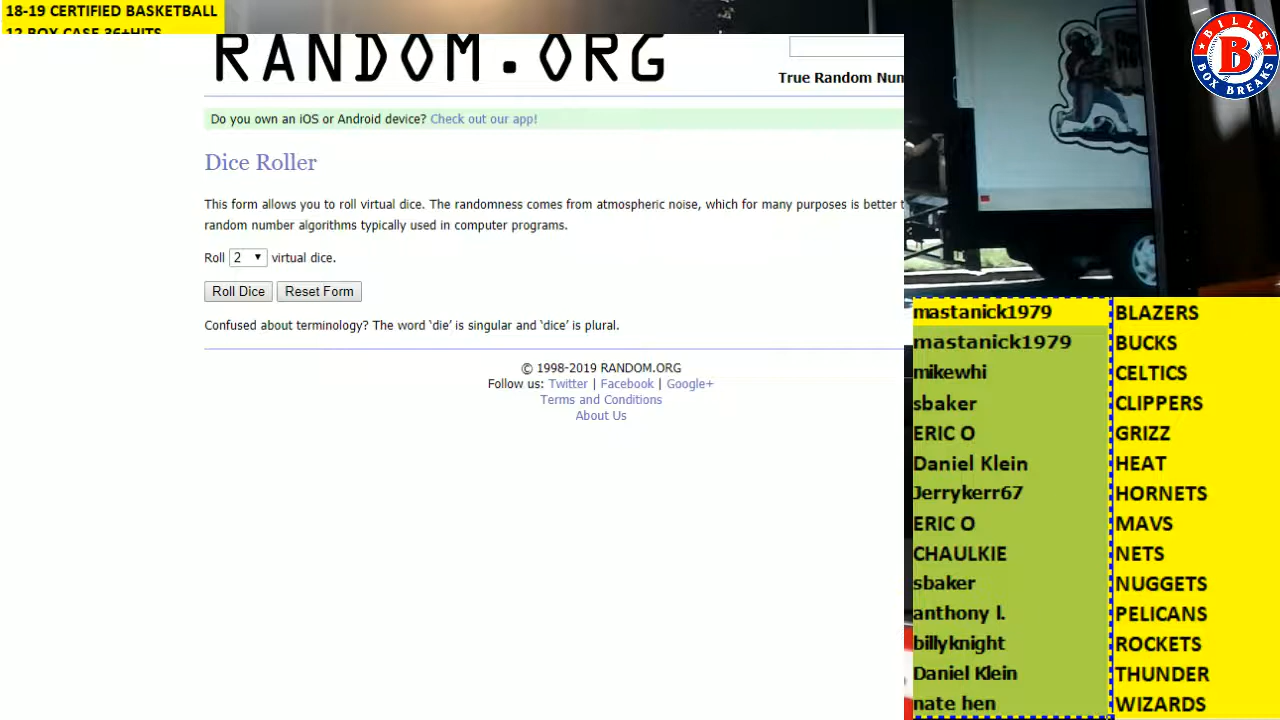 18-19 CERTIFIED BASKETBALL
12 BOX CASE 36+HITS
RANDOM.ORG
True Random Num
Do you own an iOS or Android device? Check out our app!
Dice Roller
This form allows you to roll virtual dice. The randomness comes from atmospheric noise, which for many purposes is better t
random number algorithms typically used in computer programs.
Roll 2 virtual dice.
Roll Dice Reset Form
Confused about terminology? The word ‘die’ is singular and ‘dice’ is plural.
© 1998-2019 RANDOM.ORG
Follow us: Twitter | Facebook | Google+
Terms and Conditions
About Us
BILLS
B
BOX BREAKS
mastanick1979 BLAZERS
mastanick1979 BUCKS
mikewhi CELTICS
sbaker CLIPPERS
ERIC O GRIZZ
Daniel Klein HEAT
Jerrykerr67 HORNETS
ERIC O MAVS
CHAULKIE NETS
sbaker NUGGETS
anthony l. PELICANS
billyknight ROCKETS
Daniel Klein THUNDER
nate hen WIZARDS